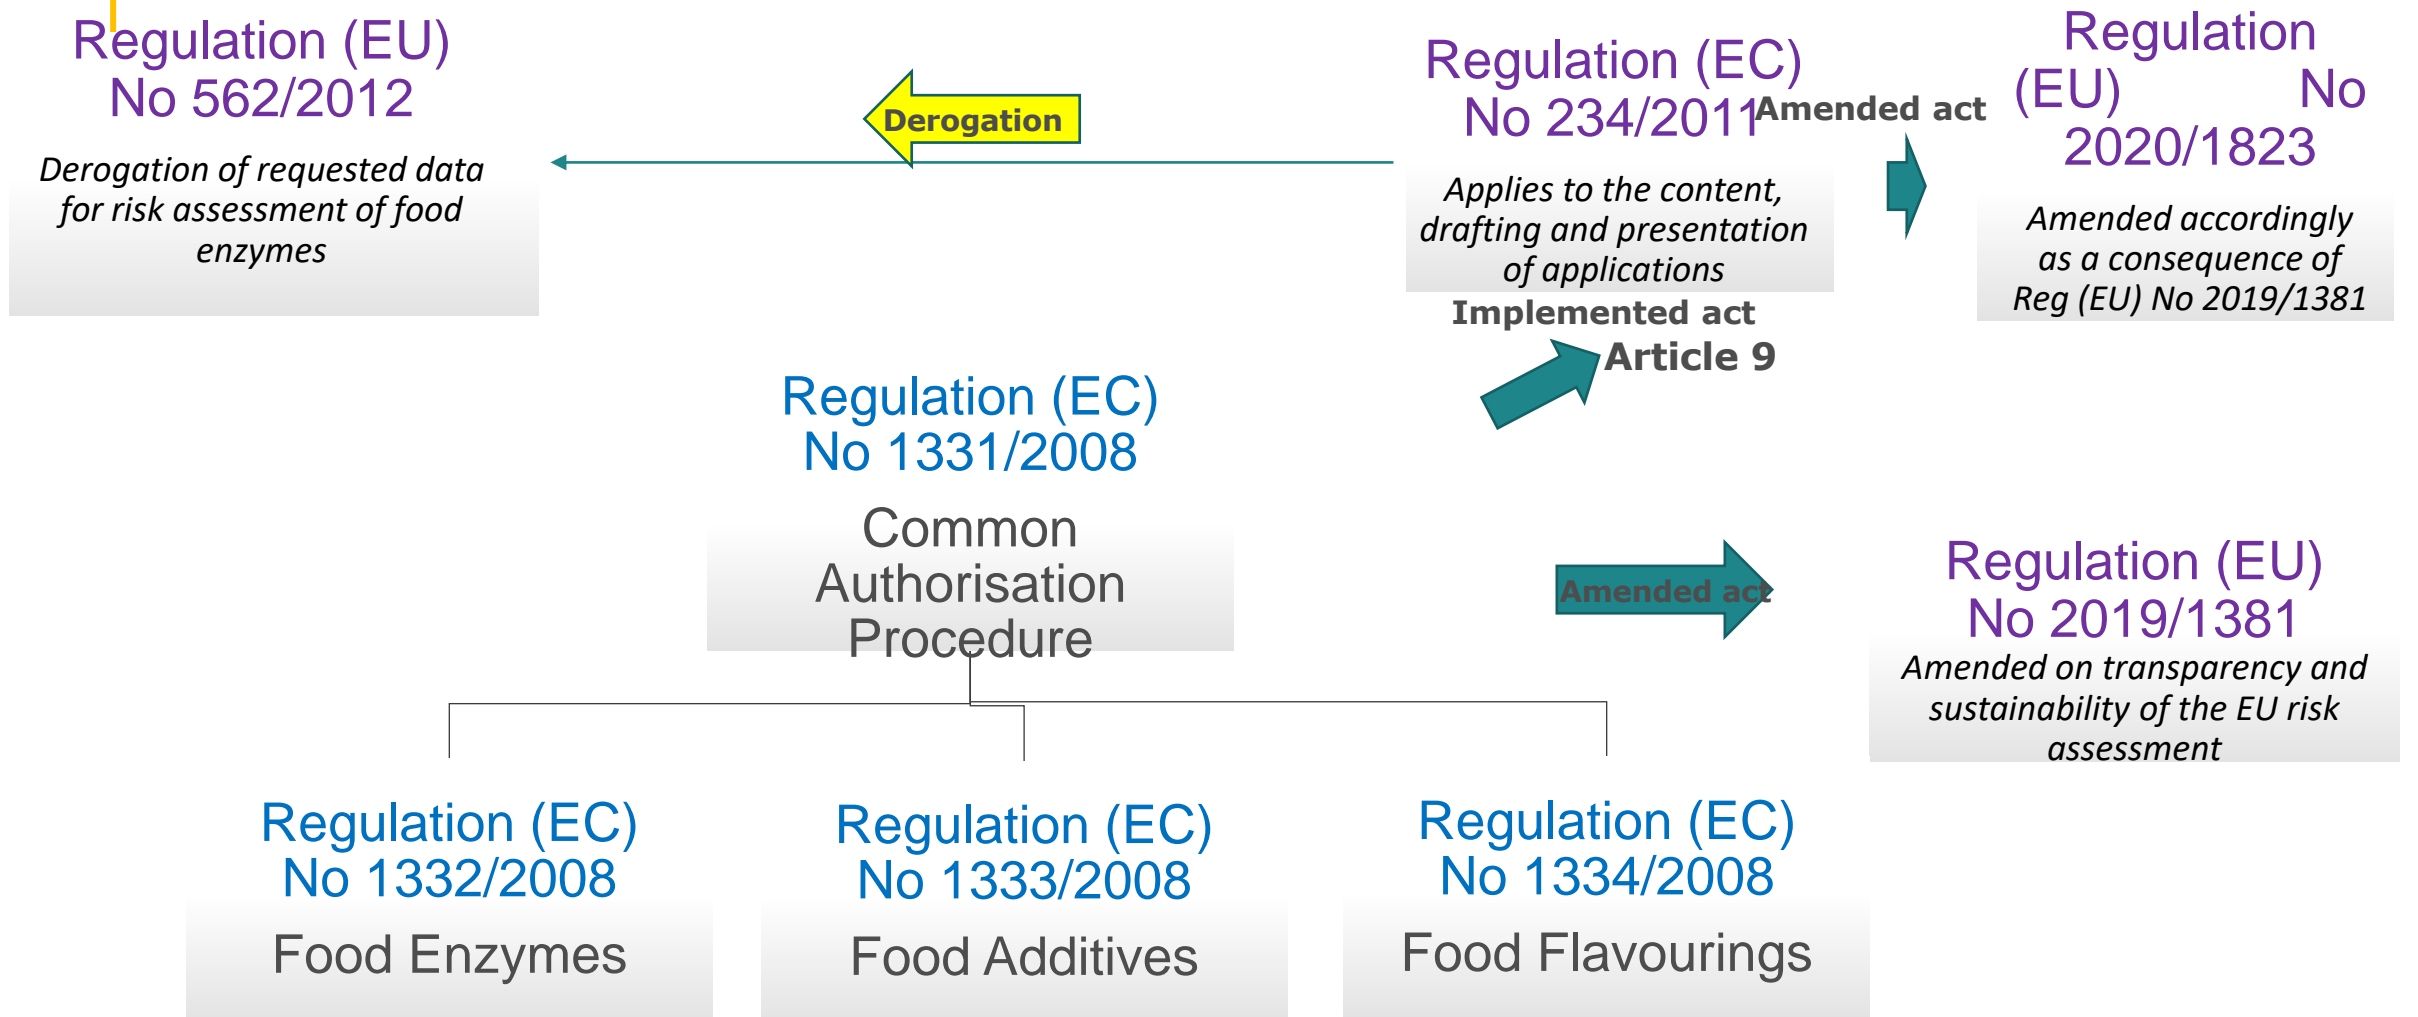 Regulation (EU)
No 562/2012
Derogation of requested data
for risk assessment of food
enzymes
Derogation
Regulation (EC)
No 234/2011
Applies to the content,
drafting and presentation
of applications
Amended act
Regulation
(EU) No
2020/1823
Amended accordingly
as a consequence of
Reg (EU) No 2019/1381
Implemented act
Article 9
Regulation (EC)
No 1331/2008
Common
Authorisation
Procedure
Amended act
Regulation (EU)
No 2019/1381
Amended on transparency and
sustainability of the EU risk
assessment
Regulation (EC)
No 1332/2008
Food Enzymes
Regulation (EC)
No 1333/2008
Food Additives
Regulation (EC)
No 1334/2008
Food Flavourings